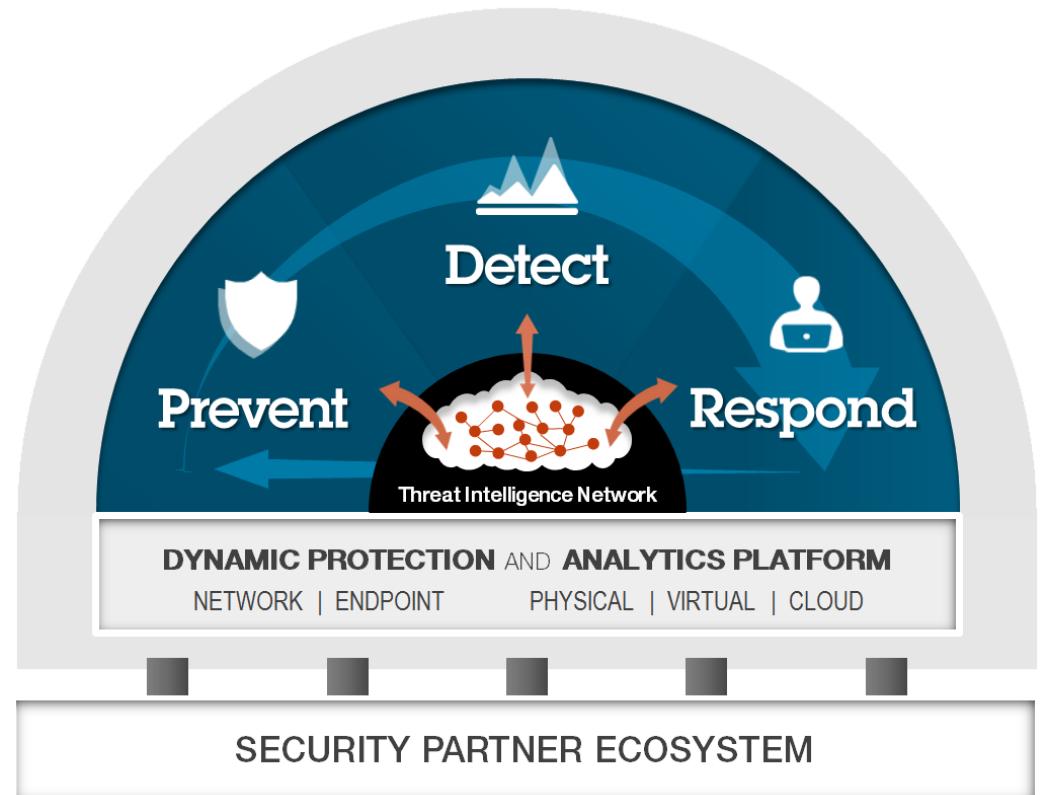 Detect
Prevent
Respond
Threat Intelligence Network
DYNAMIC PROTECTION AND ANALYTICS PLATFORM
NETWORK | ENDPOINT PHYSICAL | VIRTUAL | CLOUD
SECURITY PARTNER ECOSYSTEM